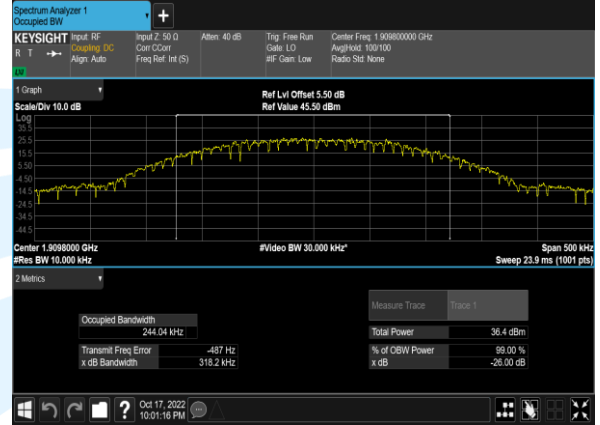 Spectrum Analyzer 1
Occupied BW
+
KEYSIGHT Input: RF Input Z: 50 Ω Atten: 40 dB Trig: Free Run Center Freq: 1.909800000 GHz
R T Coupling: DC Corr CCorr Gate: LO Avg|Hold: 100/100
Align: Auto Freq Ref: Int (S) #IF Gain: Low Radio Std: None
1 Graph
Ref Lvl Offset 5.50 dB
Scale/Div 10.0 dB Ref Value 45.50 dBm
Log
35.5
25.5
15.5
5.50
-4.50
-14.5
-24.5
-34.5
-44.5
Center 1.9098000 GHz #Video BW 30.000 kHz* Span 500 kHz
#Res BW 10.000 kHz Sweep 23.9 ms (1001 pts)
2 Metrics
Measure Trace Trace 1
Occupied Bandwidth
244.04 kHz Total Power 36.4 dBm
Transmit Freq Error -487 Hz % of OBW Power 99.00 %
x dB Bandwidth 318.2 kHz x dB -26.00 dB
? Oct 17, 2022
10:01:16 PM